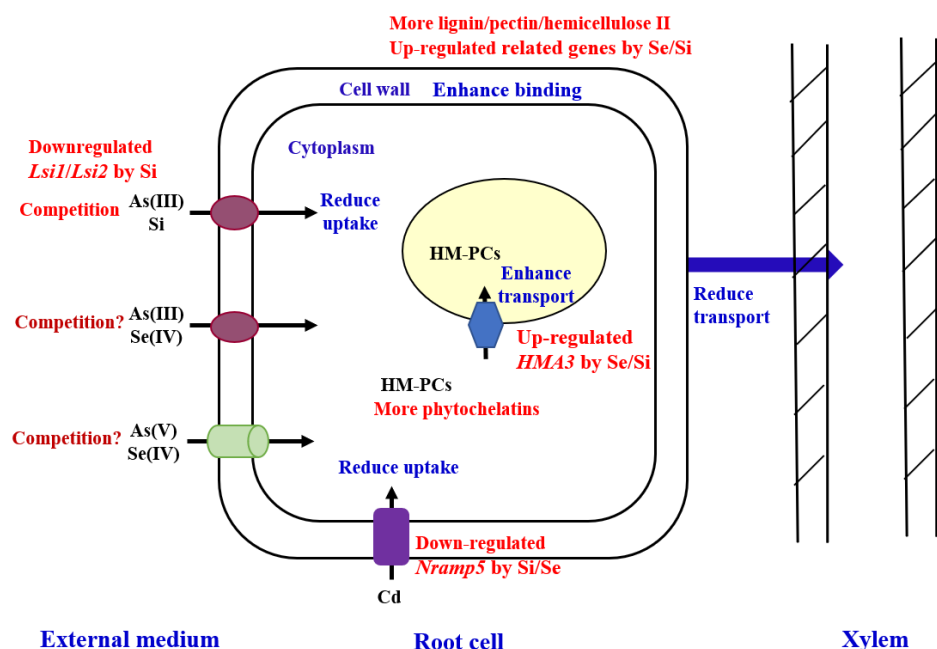 More lignin/pectin/hemicellulose II
Up-regulated related genes by Se/Si
Cell wall Enhance binding
Downregulated
Lsi1/Lsi2 by Si
Cytoplasm
Competition As(III)
Si
Reduce
uptake
HM-PCs
Enhance
transport
Reduce
transport
Competition? As(III)
Se(IV)
Up-regulated
HMA3 by Se/Si
HM-PCs
More phytochelatins
Competition? As(V)
Se(IV)
Reduce uptake
Down-regulated
Nramp5 by Si/Se
Cd
External medium
Root cell
Xylem